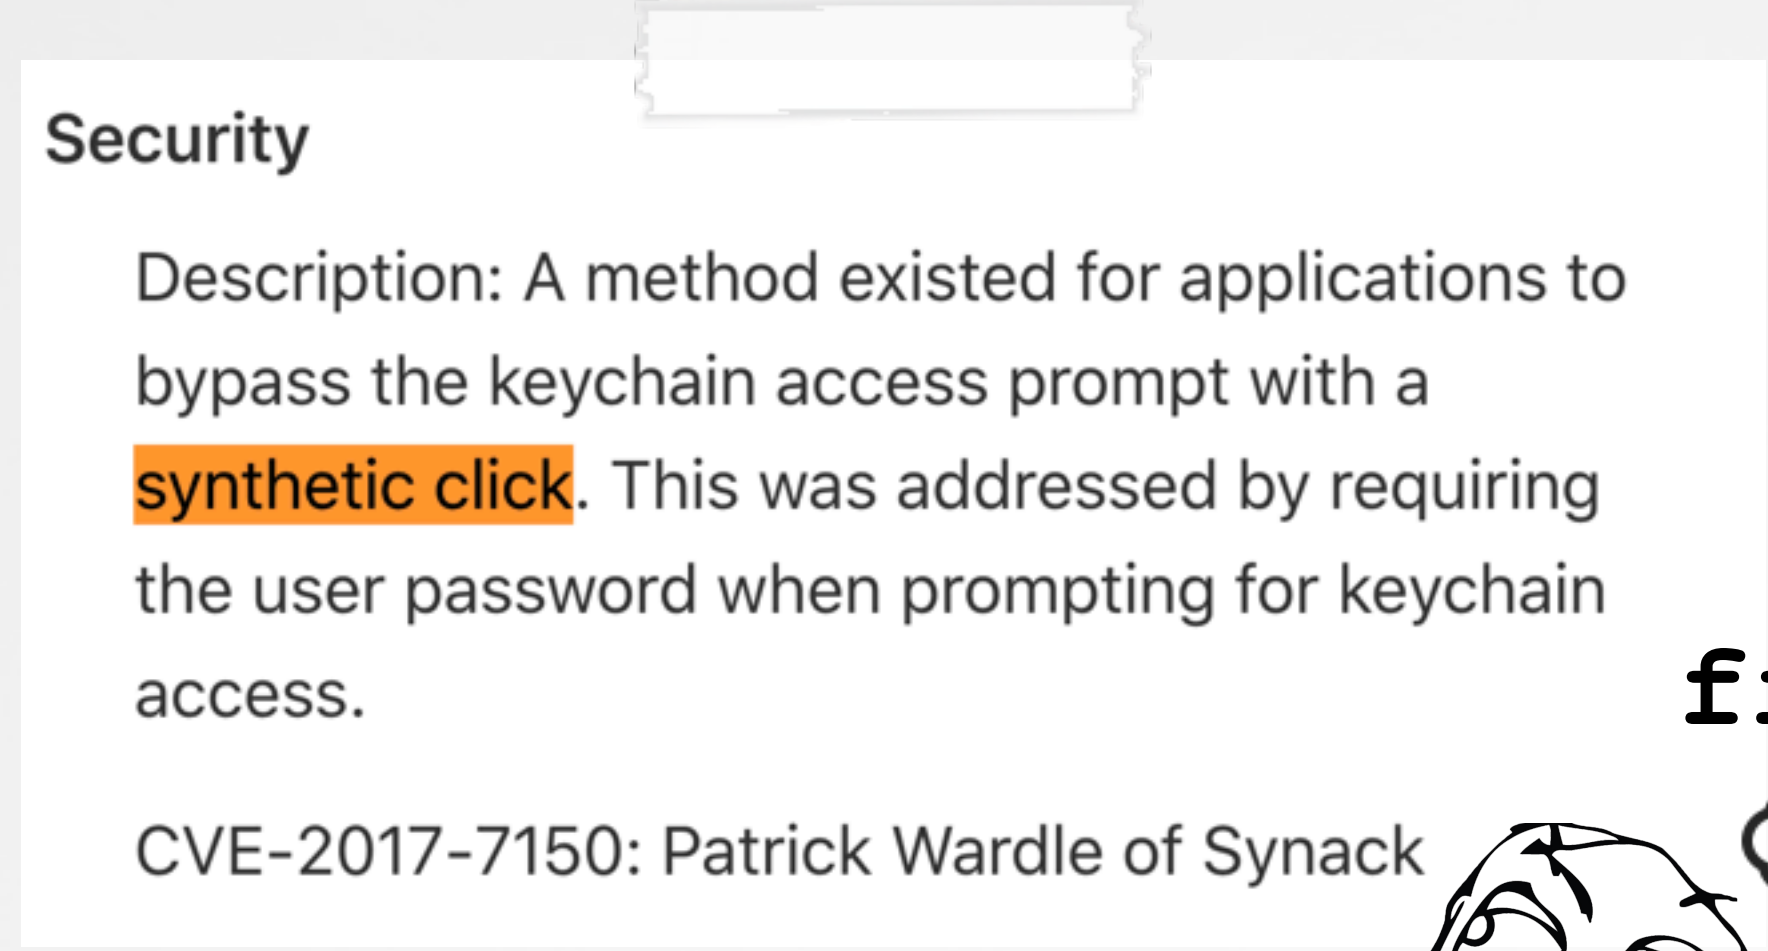 Security
Description: A method existed for applications to
bypass the keychain access prompt with a
synthetic click. This was addressed by requiring
the user password when prompting for keychain
access.
CVE-2017-7150: Patrick Wardle of Synack